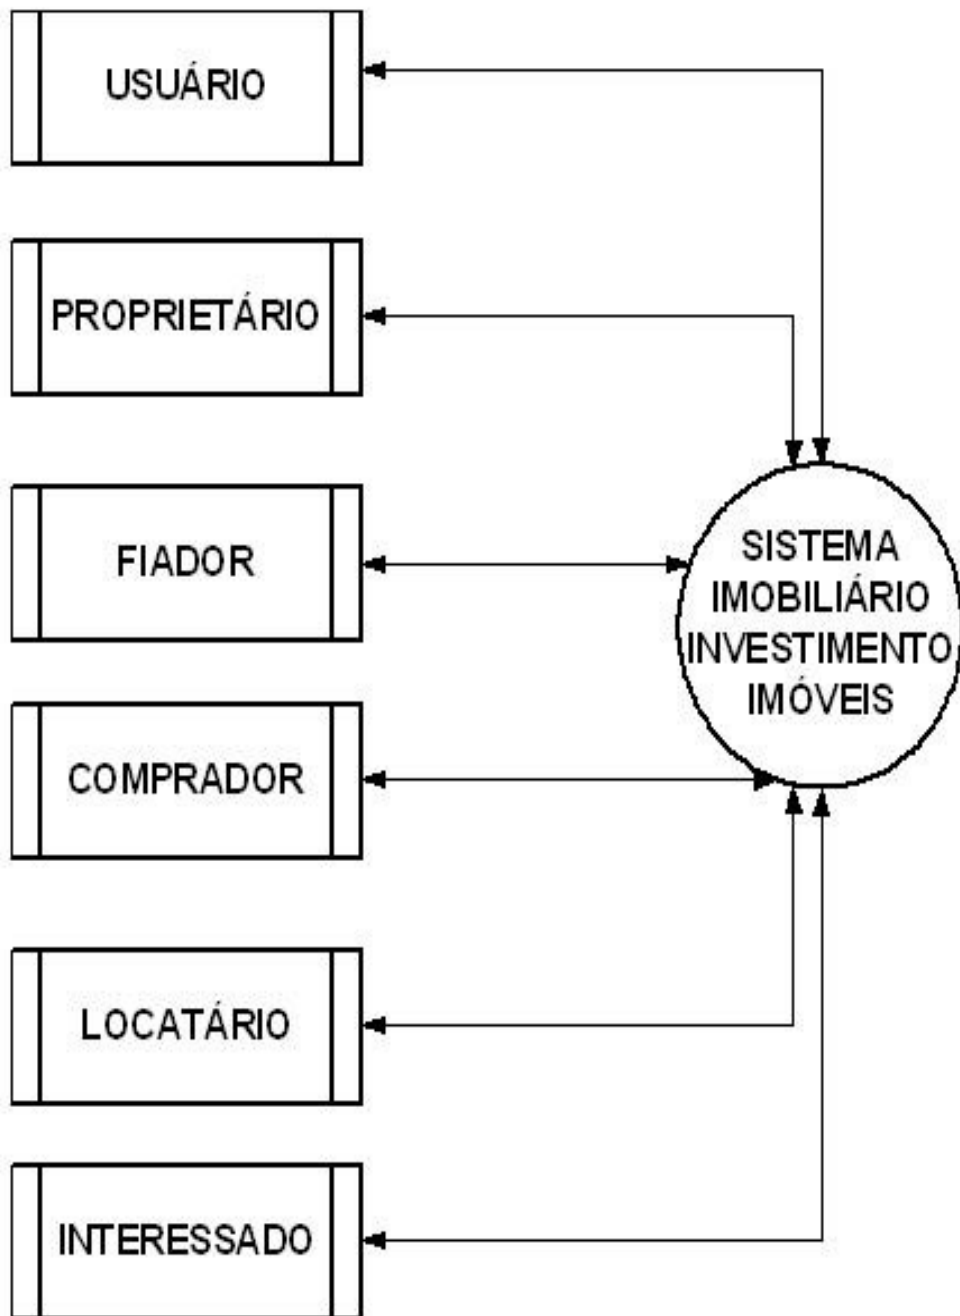 USUÁRIO
PROPRIETÁRIO
FIADOR
SISTEMA
IMOBILIÁRIO
INVESTIMENTO
IMÓVEIS
COMPRADOR
LOCATÁRIO
INTERESSADO